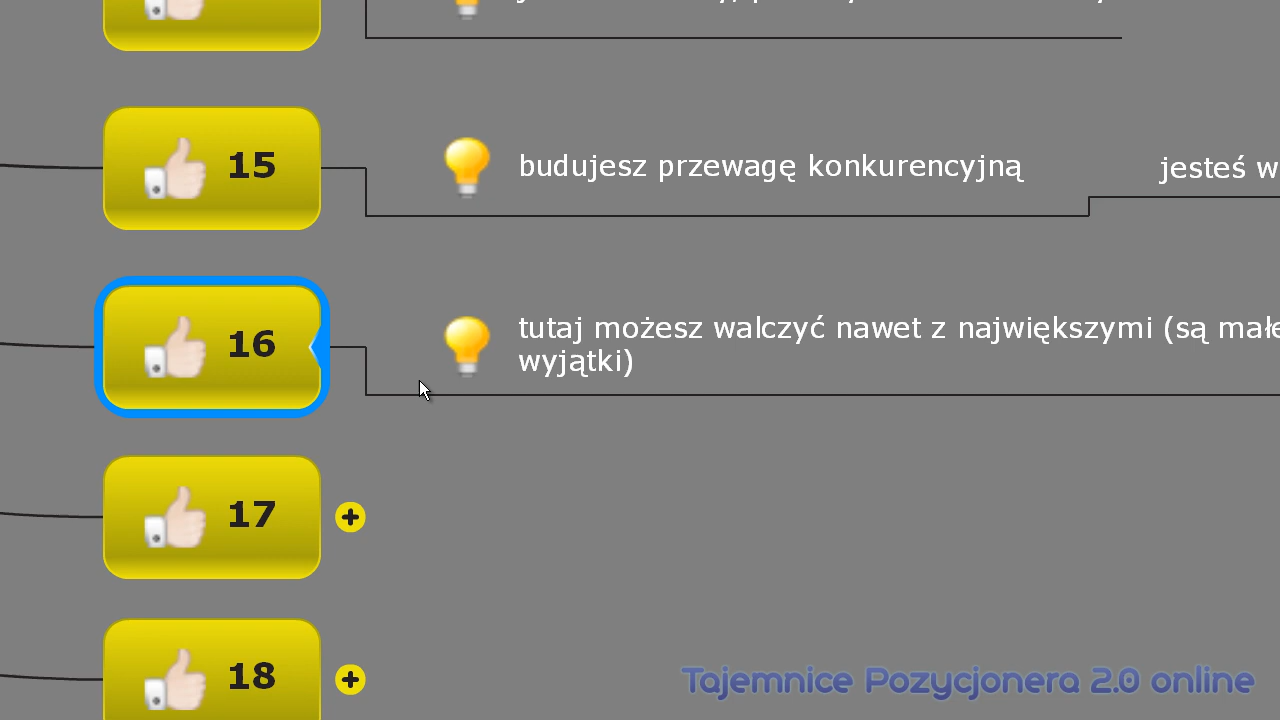 15
budujesz przewagę konkurencyjną
jesteś w
16
tutaj możesz walczyć nawet z największymi (są małe
wyjątki)
17
18
Tajemnice Pozycjonera 2.0 online